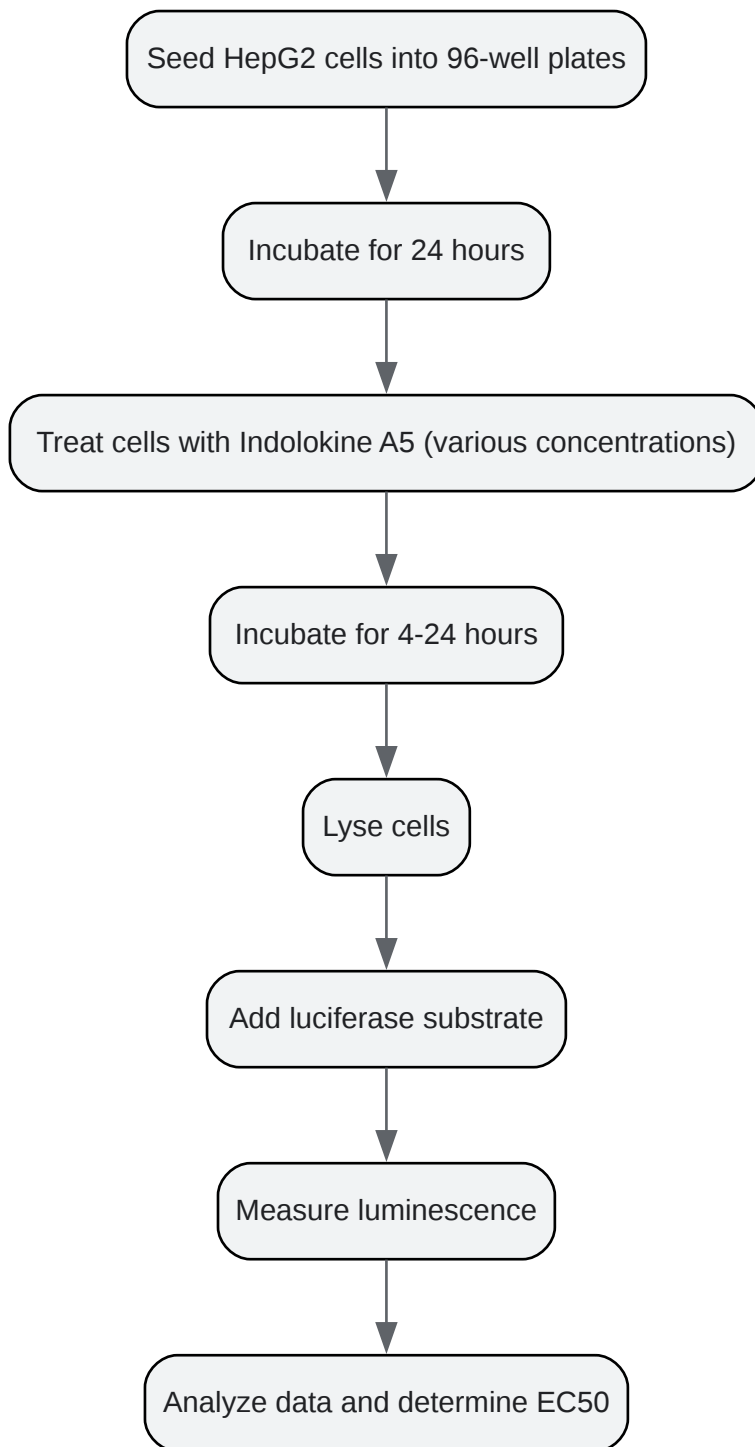 Seed HepG2 cells into 96-well plates
Incubate for 24 hours
Treat cells with Indolokine A5 (various concentrations)
Incubate for 4-24 hours
Lyse cells
Add luciferase substrate
Measure luminescence
Analyze data and determine EC50